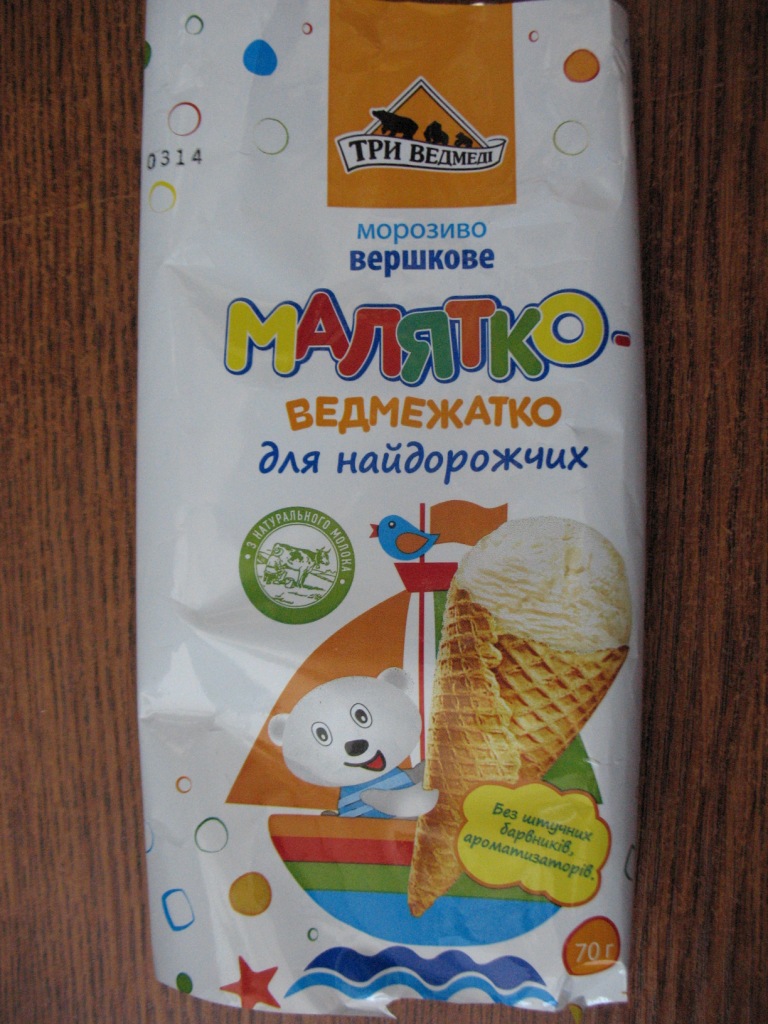 ТРИ ВЕДМЕДІ
0314
морозиво
вершкове
МАЛЯТКО-
ВЕДМЕЖАТКО
для найдорожчих
• З НАТУРАЛЬНОГО МОЛОКА •
Без штучних
барвників,
ароматизаторів.
70 г